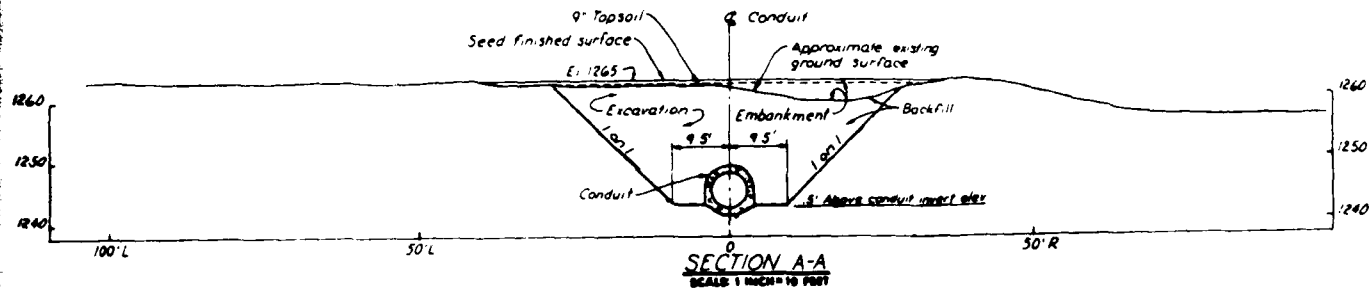 ℄ Conduit
9" Topsoil
Seed finished surface
Approximate existing
ground surface
El 1265
1260
1260
Excavation
Embankment
Backfill
9.5'
9.5'
1 on 1
1 on 1
1250
1250
Conduit
.5' Above conduit invert elev
1240
1240
100'L
50'L
0
50'R
SECTION A-A
SCALE 1 INCH = 10 FEET